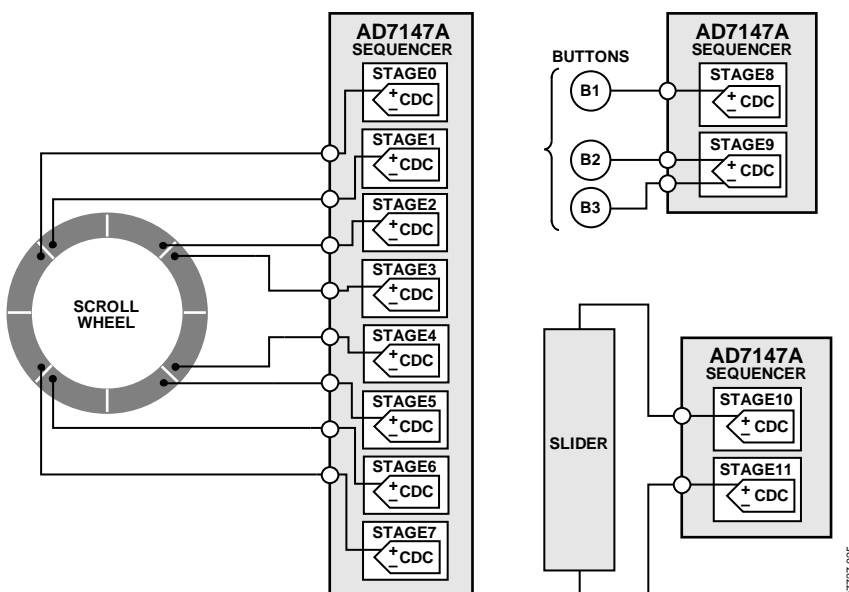 AD7147A
SEQUENCER
STAGE0
+
–
CDC
STAGE1
+
–
CDC
STAGE2
+
–
CDC
STAGE3
+
–
CDC
STAGE4
+
–
CDC
STAGE5
+
–
CDC
STAGE6
+
–
CDC
STAGE7
+
–
CDC
SCROLL
WHEEL
BUTTONS
B1
B2
B3
AD7147A
SEQUENCER
STAGE8
+
–
CDC
STAGE9
+
–
CDC
SLIDER
AD7147A
SEQUENCER
STAGE10
+
–
CDC
STAGE11
+
–
CDC